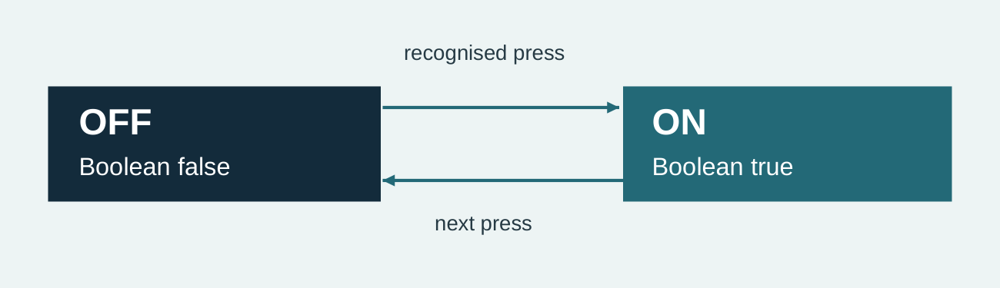 recognised press
OFF
Boolean false
ON
Boolean true
next press